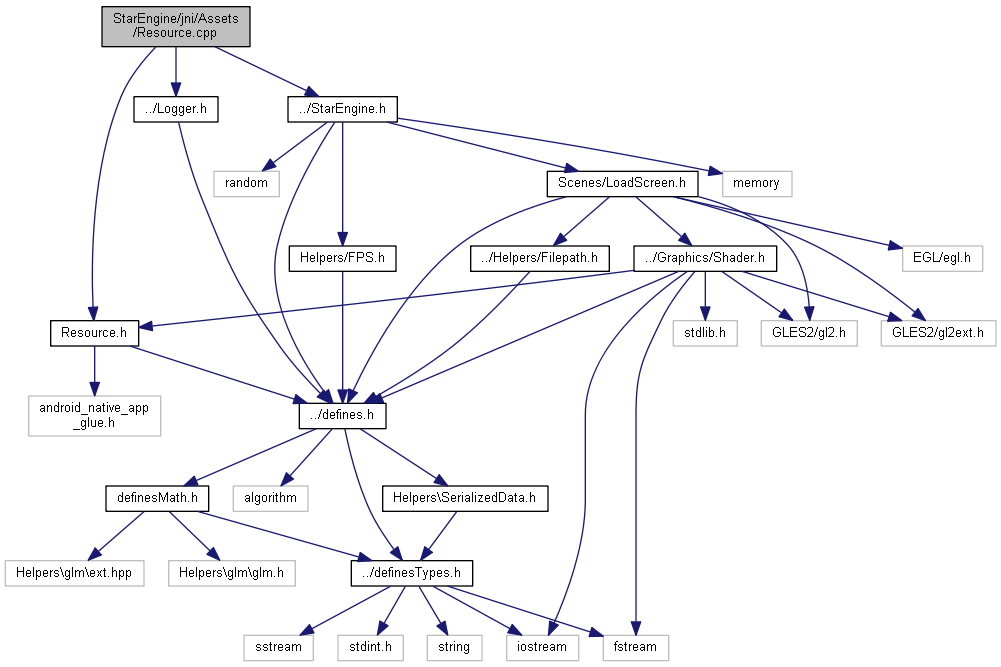 StarEngine/jni/Assets
/Resource.cpp
../Logger.h
../StarEngine.h
random
Scenes/LoadScreen.h
memory
Helpers/FPS.h
../Helpers/Filepath.h
../Graphics/Shader.h
EGL/egl.h
Resource.h
stdlib.h
GLES2/gl2.h
GLES2/gl2ext.h
android_native_app
_glue.h
../defines.h
definesMath.h
algorithm
Helpers\SerializedData.h
Helpers\glm\ext.hpp
Helpers\glm\glm.h
../definesTypes.h
sstream
stdint.h
string
iostream
fstream